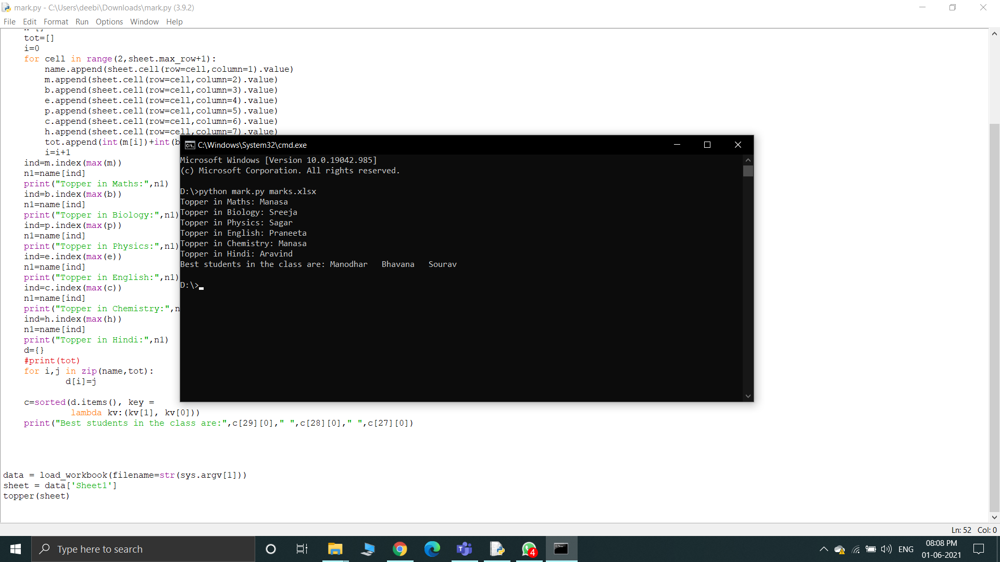 mark.py - C:\Users\deebi\Downloads\mark.py (3.9.2)
File Edit Format Run Options Window Help
tot=[]
i=0
for cell in range(2,sheet.max_row+1):
name.append(sheet.cell(row=cell,column=1).value)
m.append(sheet.cell(row=cell,column=2).value)
b.append(sheet.cell(row=cell,column=3).value)
e.append(sheet.cell(row=cell,column=4).value)
p.append(sheet.cell(row=cell,column=5).value)
c.append(sheet.cell(row=cell,column=6).value)
h.append(sheet.cell(row=cell,column=7).value)
tot.append(int(m[i])+int(b
i=i+1
ind=m.index(max(m))
n1=name[ind]
print("Topper in Maths:",n1)
ind=b.index(max(b))
n1=name[ind]
print("Topper in Biology:",n1)
ind=p.index(max(p))
n1=name[ind]
print("Topper in Physics:",n1)
ind=e.index(max(e))
n1=name[ind]
print("Topper in English:",n1)
ind=c.index(max(c))
n1=name[ind]
print("Topper in Chemistry:",n
ind=h.index(max(h))
n1=name[ind]
print("Topper in Hindi:",n1)
d={}
#print(tot)
for i,j in zip(name,tot):
d[i]=j
c=sorted(d.items(), key =
lambda kv:(kv[1], kv[0]))
print("Best students in the class are:",c[29][0]," ",c[28][0]," ",c[27][0])
data = load_workbook(filename=str(sys.argv[1]))
sheet = data['Sheet1']
topper(sheet)
C:\Windows\System32\cmd.exe
Microsoft Windows [Version 10.0.19042.985]
(c) Microsoft Corporation. All rights reserved.
D:\>python mark.py marks.xlsx
Topper in Maths: Manasa
Topper in Biology: Sreeja
Topper in Physics: Sagar
Topper in English: Praneeta
Topper in Chemistry: Manasa
Topper in Hindi: Aravind
Best students in the class are: Manodhar   Bhavana   Sourav
D:\>
Ln: 52 Col: 0
Type here to search
4
ENG
08:08 PM
01-06-2021